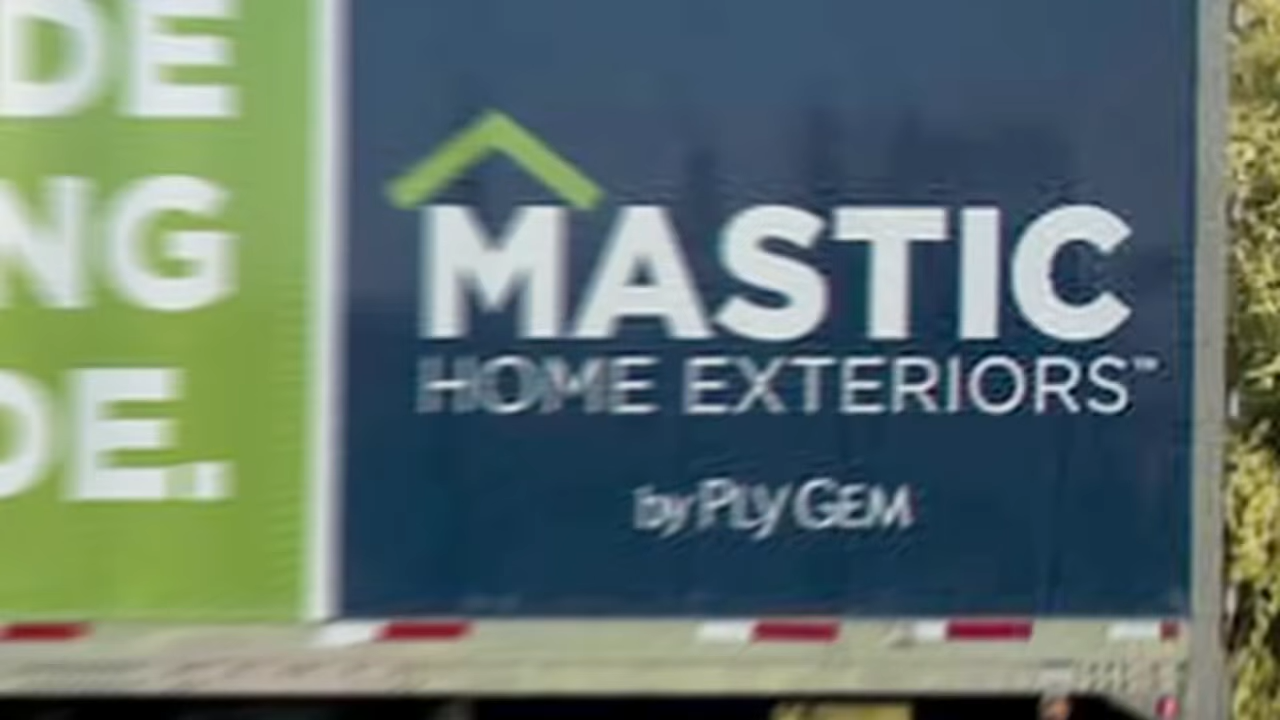 DE
NG
DE.
MASTIC
HOME EXTERIORS™
by PLY GEM